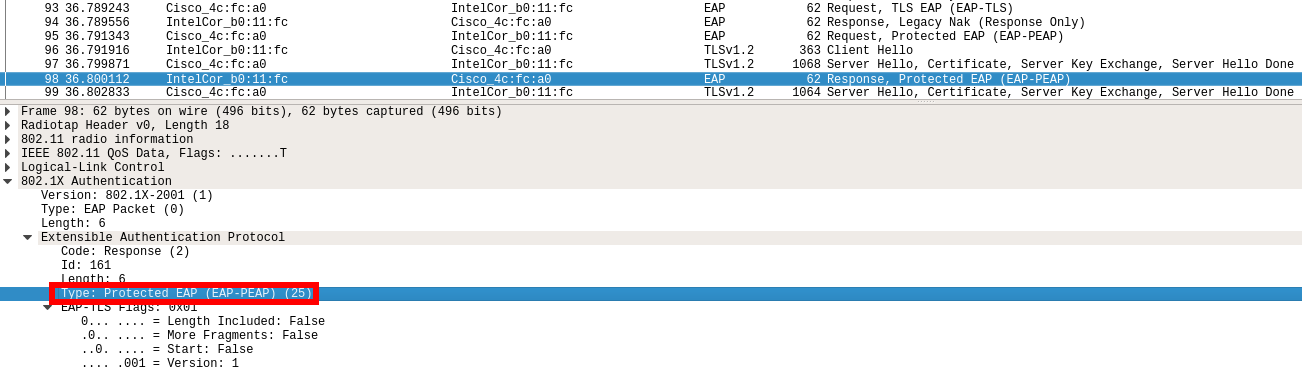 93 36.789243 Cisco_4c:fc:a0 IntelCor_b0:11:fc EAP 62 Request, TLS EAP (EAP-TLS)
94 36.789556 IntelCor_b0:11:fc Cisco_4c:fc:a0 EAP 62 Response, Legacy Nak (Response Only)
95 36.791343 Cisco_4c:fc:a0 IntelCor_b0:11:fc EAP 62 Request, Protected EAP (EAP-PEAP)
96 36.791916 IntelCor_b0:11:fc Cisco_4c:fc:a0 TLSv1.2 363 Client Hello
97 36.799871 Cisco_4c:fc:a0 IntelCor_b0:11:fc TLSv1.2 1068 Server Hello, Certificate, Server Key Exchange, Server Hello Done
98 36.800112 IntelCor_b0:11:fc Cisco_4c:fc:a0 EAP 62 Response, Protected EAP (EAP-PEAP)
99 36.802833 Cisco_4c:fc:a0 IntelCor_b0:11:fc TLSv1.2 1064 Server Hello, Certificate, Server Key Exchange, Server Hello Done
Frame 98: 62 bytes on wire (496 bits), 62 bytes captured (496 bits)
Radiotap Header v0, Length 18
802.11 radio information
IEEE 802.11 QoS Data, Flags: .......T
Logical-Link Control
802.1X Authentication
Version: 802.1X-2001 (1)
Type: EAP Packet (0)
Length: 6
Extensible Authentication Protocol
Code: Response (2)
Id: 161
Length: 6
Type: Protected EAP (EAP-PEAP) (25)
EAP-TLS Flags: 0x01
0... .... = Length Included: False
.0.. .... = More Fragments: False
..0. .... = Start: False
.... .001 = Version: 1